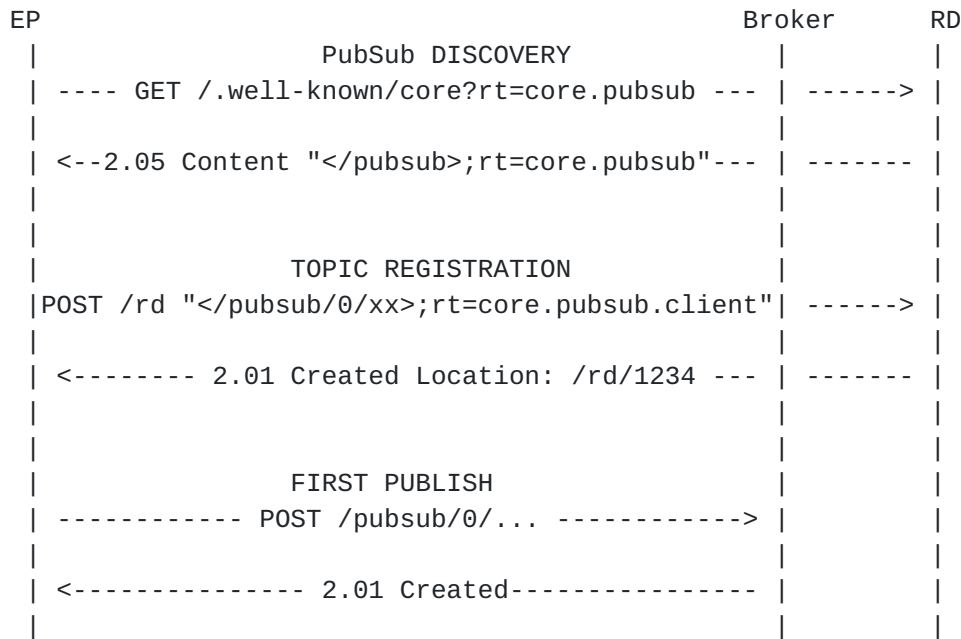 EP                                             Broker      RD
 |                  PubSub DISCOVERY             |         |
 | ---- GET /.well-known/core?rt=core.pubsub --- | ------> |
 |                                               |         |
 | <--2.05 Content "</pubsub>;rt=core.pubsub"--- | ------- |
 |                                               |         |
 |                                               |         |
 |                TOPIC REGISTRATION             |         |
 |POST /rd "</pubsub/0/xx>;rt=core.pubsub.client"| ------> |
 |                                               |         |
 | <-------- 2.01 Created Location: /rd/1234 --- | ------- |
 |                                               |         |
 |                                               |         |
 |                FIRST PUBLISH                  |         |
 | ------------ POST /pubsub/0/... ------------> |         |
 |                                               |         |
 | <--------------- 2.01 Created---------------- |         |
 |                                               |         |